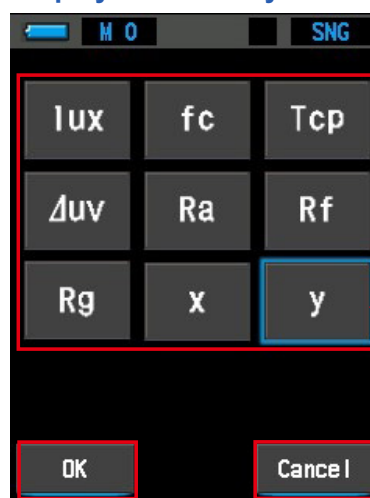 M 0 SNG
lux fc Tcp
⊿uv Ra Rf
Rg x y
OK Cancel